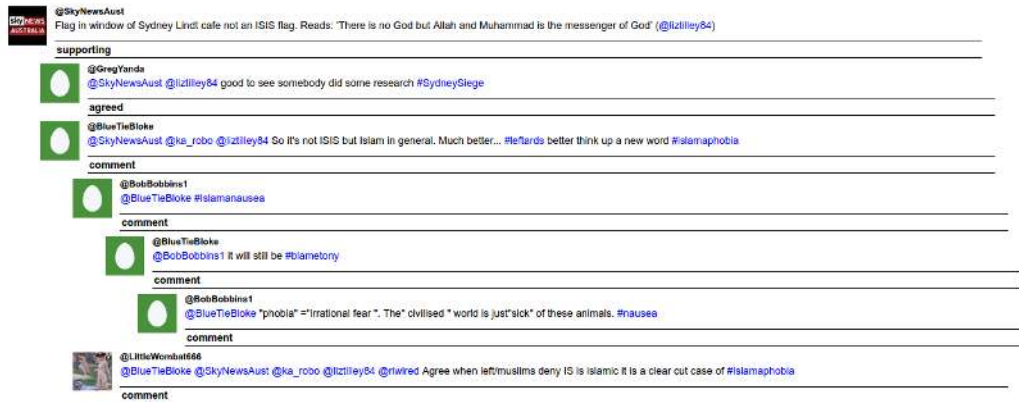 sky NEWS
AUSTRALIA
@SkyNewsAust
Flag in window of Sydney Lindt cafe not an ISIS flag. Reads: 'There is no God but Allah and Muhammad is the messenger of God' (@liztilley84)
supporting
@GregYanda
@SkyNewsAust @liztilley84 good to see somebody did some research #SydneySiege
agreed
@BlueTieBloke
@SkyNewsAust @ka_robo @liztilley84 So it's not ISIS but Islam in general. Much better... #leftards better think up a new word #islamaphobia
comment
@BobBobbins1
@BlueTieBloke #Islamanausea
comment
@BlueTieBloke
@BobBobbins1 it will still be #blametony
comment
@BobBobbins1
@BlueTieBloke "phobia" ="irrational fear ". The" civilised " world is just"sick" of these animals. #nausea
comment
@LittleWombat666
@BlueTieBloke @SkyNewsAust @ka_robo @liztilley84 @rlwired Agree when left/muslims deny IS is islamic it is a clear cut case of #islamaphobia
comment